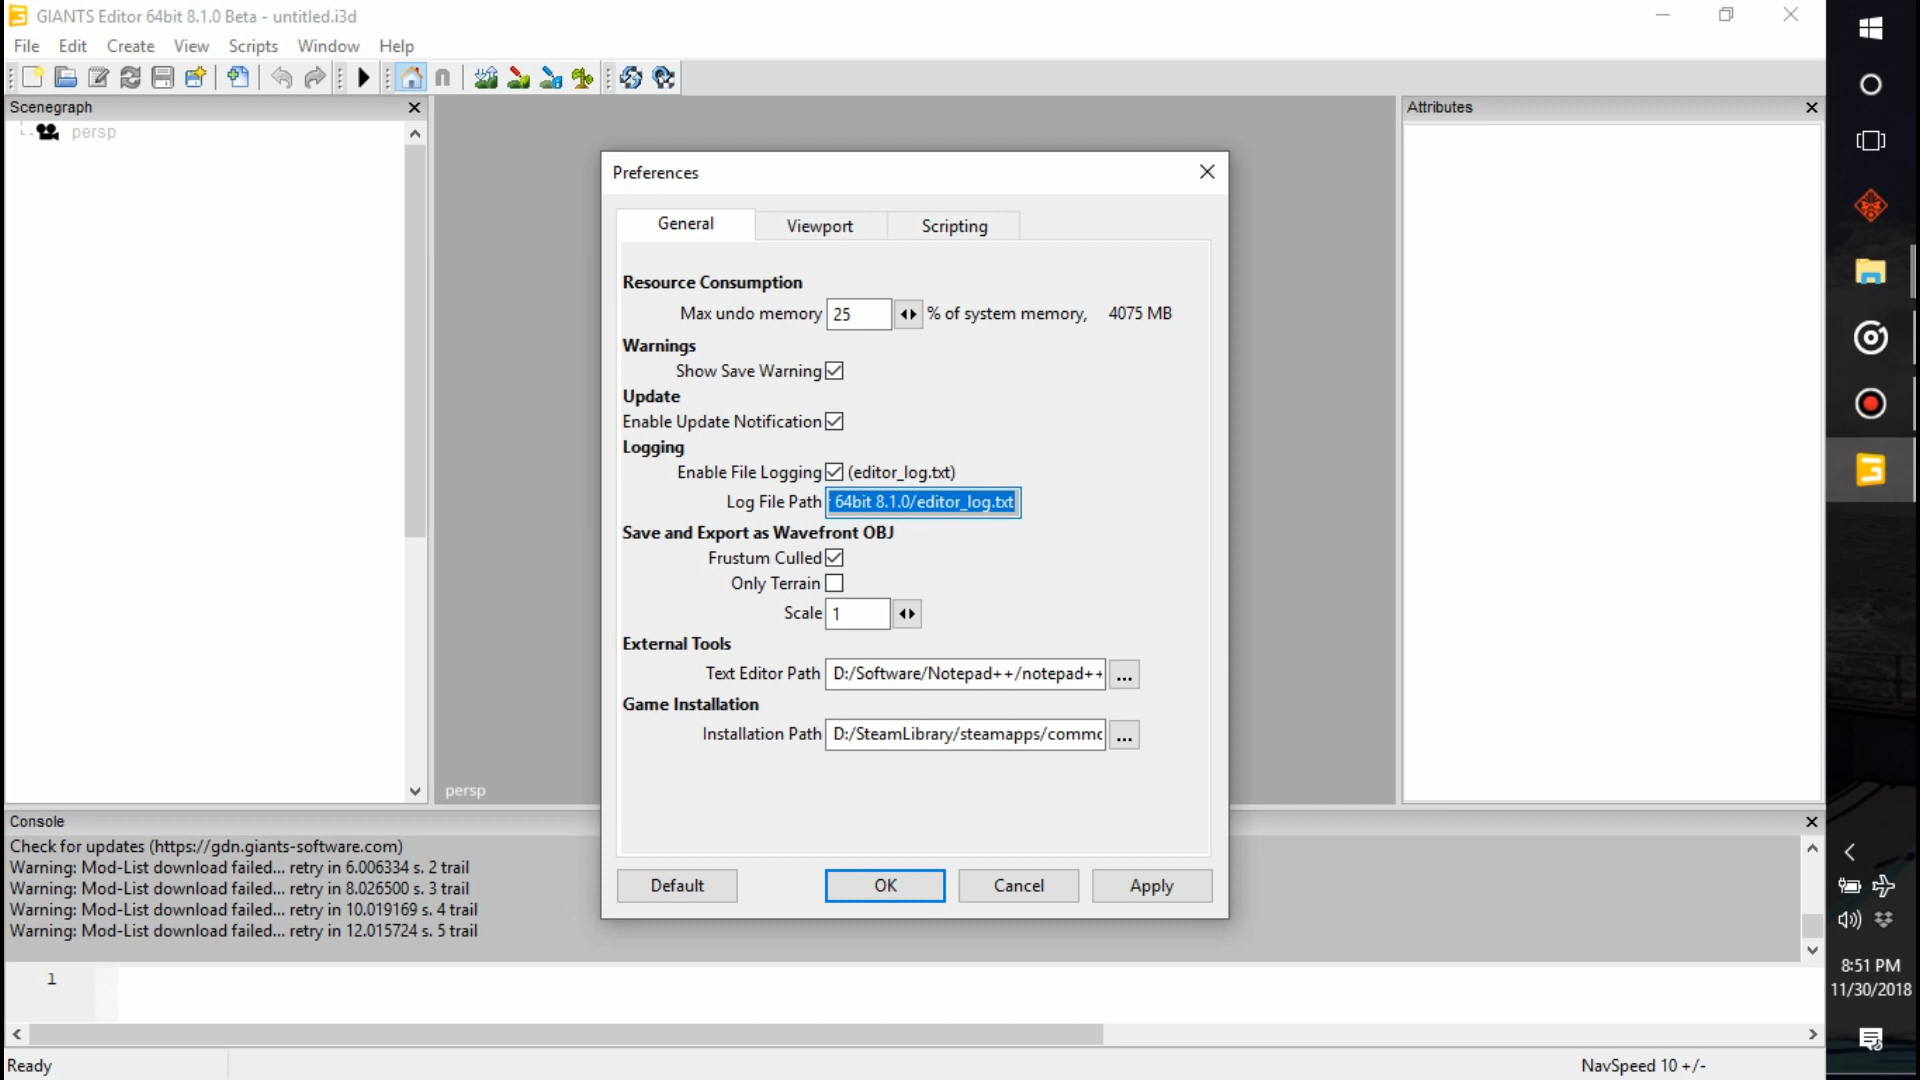 GIANTS Editor 64bit 8.1.0 Beta - untitled.i3d
File Edit Create View Scripts Window Help
Scenegraph
persp
Attributes
Preferences
General Viewport Scripting
Resource Consumption
Max undo memory 25 % of system memory, 4075 MB
Warnings
Show Save Warning
Update
Enable Update Notification
Logging
Enable File Logging (editor_log.txt)
Log File Path 64bit 8.1.0/editor_log.txt
Save and Export as Wavefront OBJ
Frustum Culled
Only Terrain
Scale 1
External Tools
Text Editor Path D:/Software/Notepad++/notepad++ ...
Game Installation
Installation Path D:/SteamLibrary/steamapps/commo ...
Default OK Cancel Apply
persp
Console
Check for updates (https://gdn.giants-software.com)
Warning: Mod-List download failed... retry in 6.006334 s. 2 trail
Warning: Mod-List download failed... retry in 8.026500 s. 3 trail
Warning: Mod-List download failed... retry in 10.019169 s. 4 trail
Warning: Mod-List download failed... retry in 12.015724 s. 5 trail
1
Ready
NavSpeed 10 +/-
8:51 PM
11/30/2018